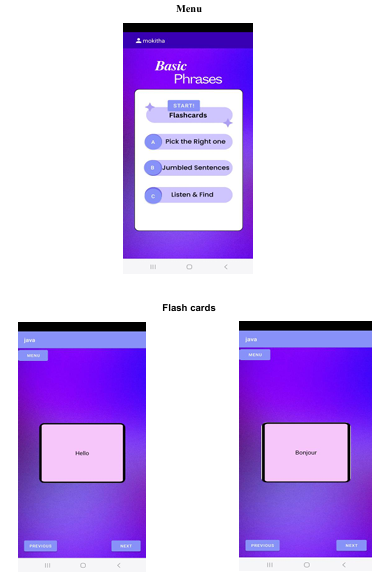 Menu
mokitha
Basic
Phrases
START!
Flashcards
A Pick the Right one
B Jumbled Sentences
C Listen & Find
Flash cards
java
MENU
Hello
PREVIOUS NEXT
java
MENU
Bonjour
PREVIOUS NEXT